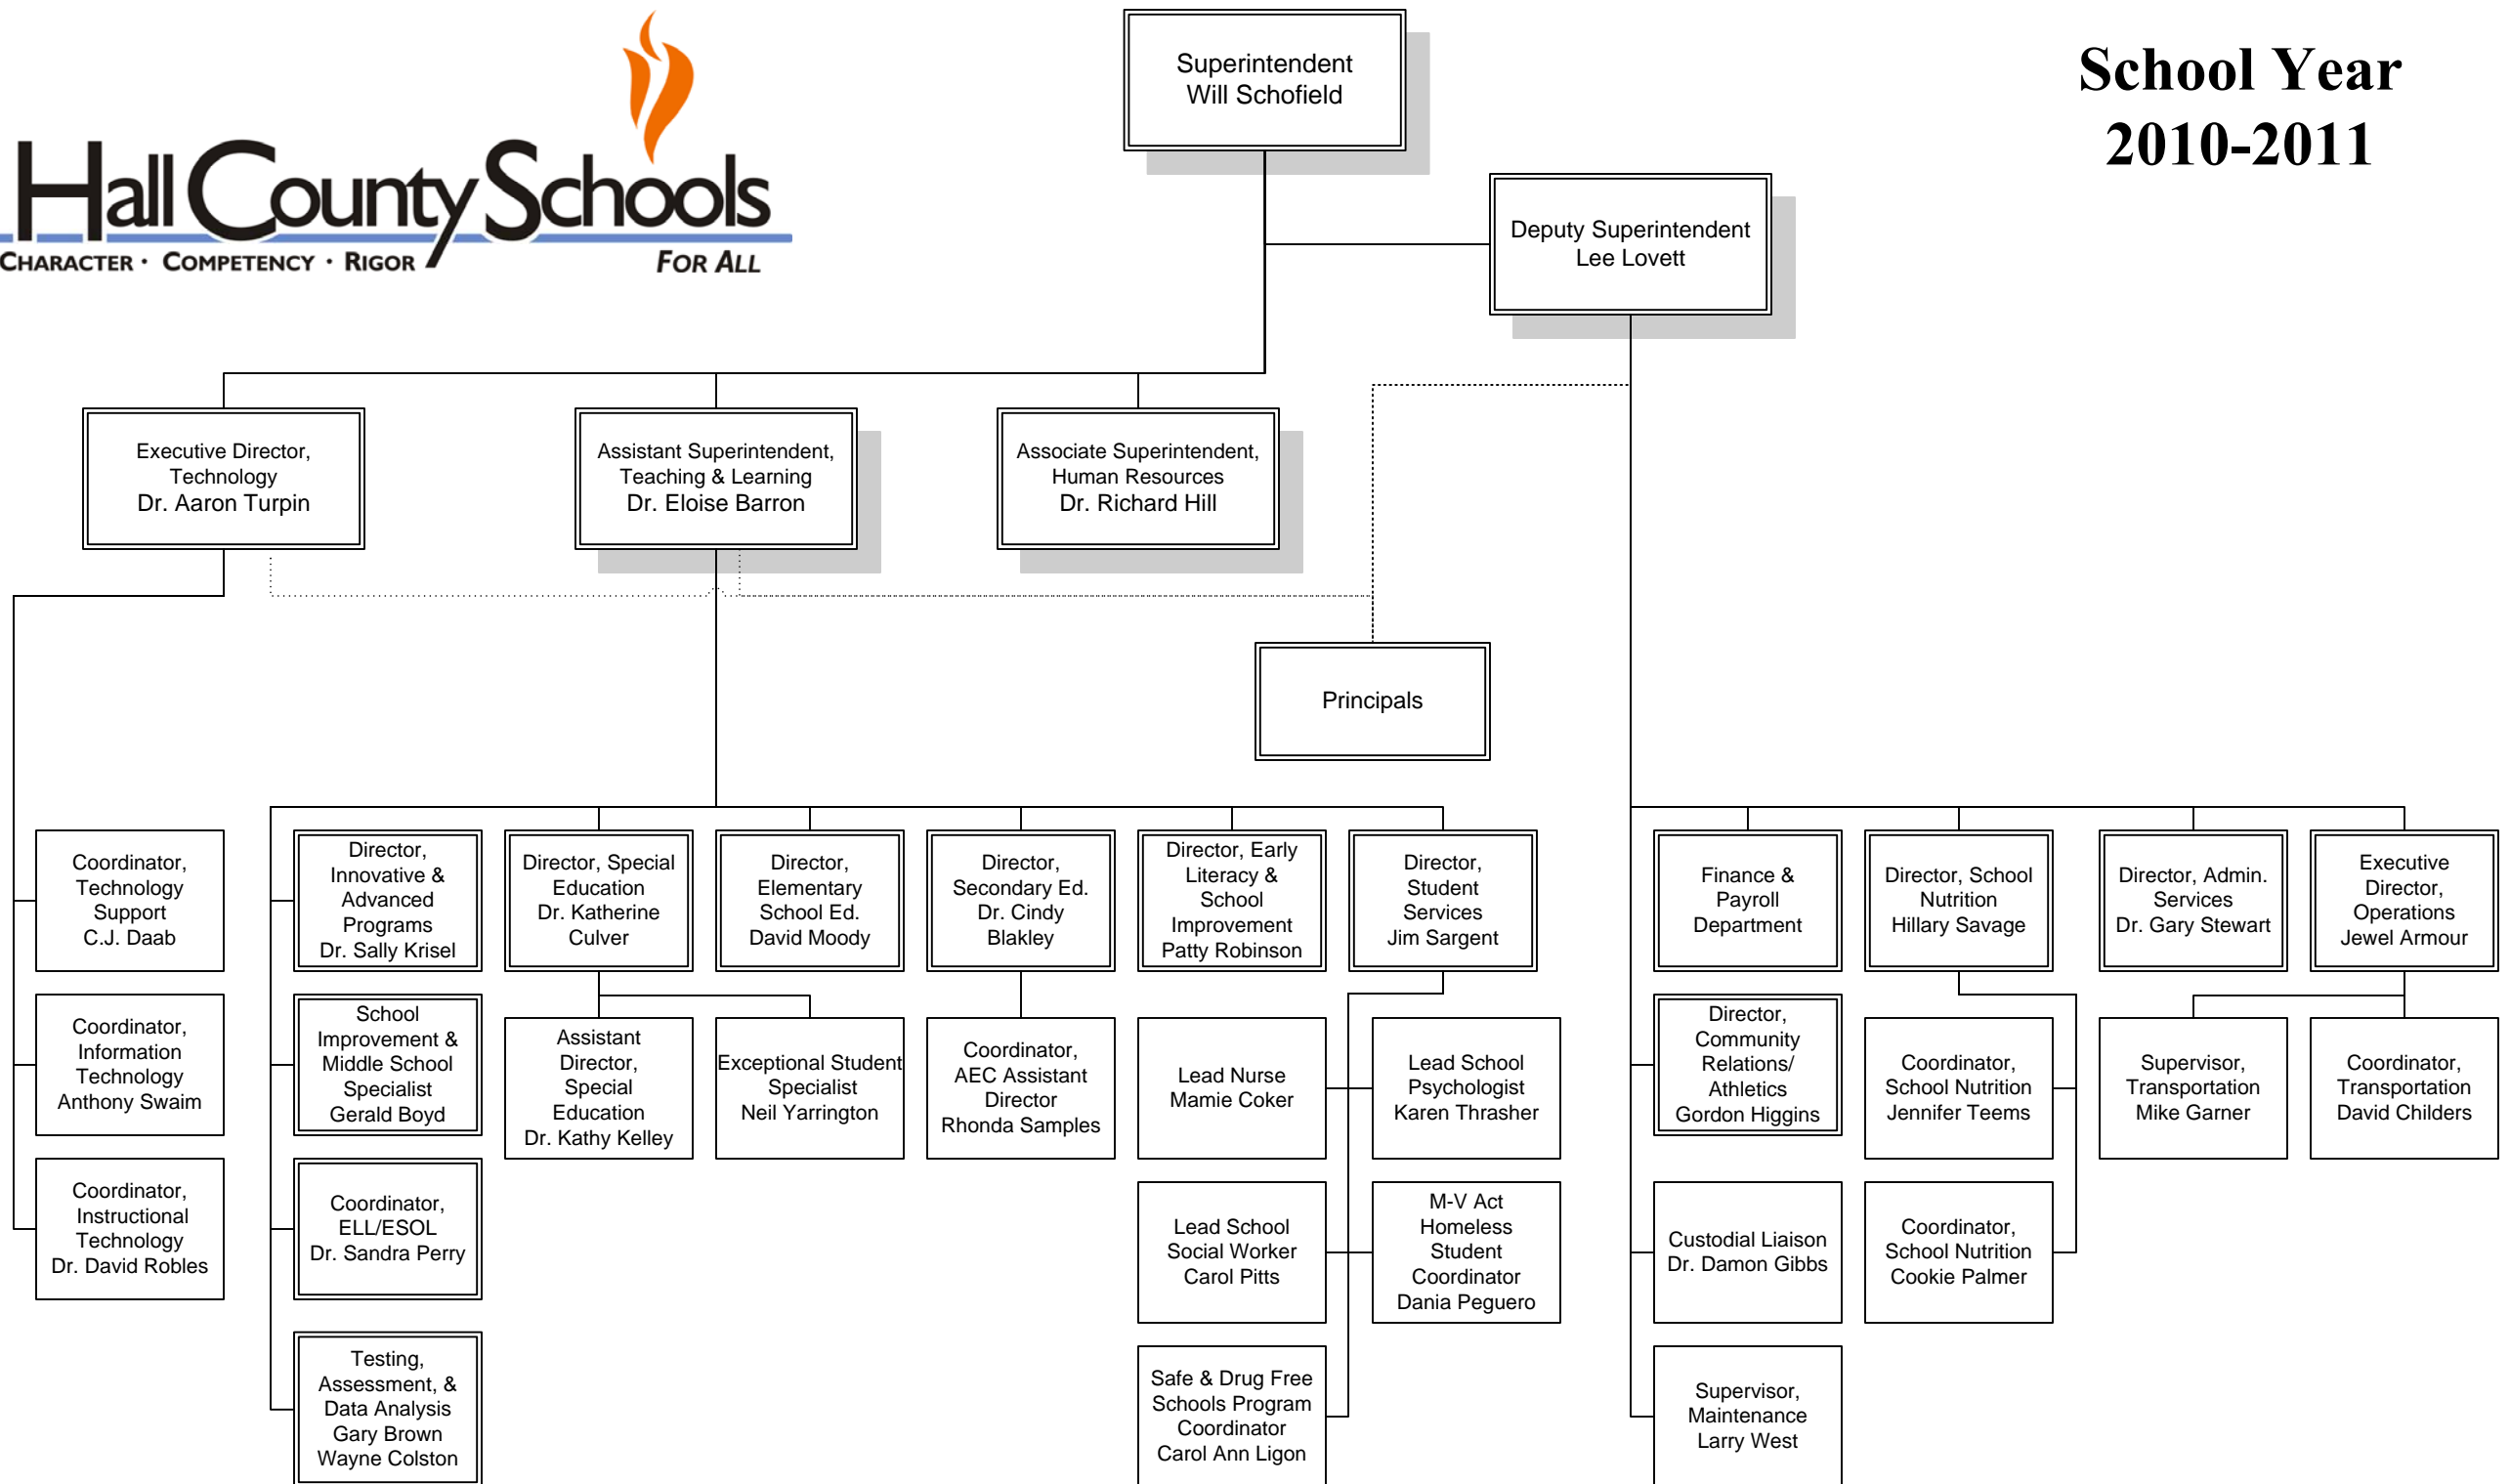 Hall County Schools
CHARACTER · COMPETENCY · RIGOR
FOR ALL
School Year
2010-2011
Superintendent
Will Schofield
Deputy Superintendent
Lee Lovett
Executive Director,
Technology
Dr. Aaron Turpin
Assistant Superintendent,
Teaching & Learning
Dr. Eloise Barron
Associate Superintendent,
Human Resources
Dr. Richard Hill
Principals
Coordinator,
Technology
Support
C.J. Daab
Director,
Innovative &
Advanced
Programs
Dr. Sally Krisel
Director, Special
Education
Dr. Katherine
Culver
Director,
Elementary
School Ed.
David Moody
Director,
Secondary Ed.
Dr. Cindy
Blakley
Director, Early
Literacy &
School
Improvement
Patty Robinson
Director,
Student
Services
Jim Sargent
Finance &
Payroll
Department
Director, School
Nutrition
Hillary Savage
Director, Admin.
Services
Dr. Gary Stewart
Executive
Director,
Operations
Jewel Armour
Coordinator,
Information
Technology
Anthony Swaim
School
Improvement &
Middle School
Specialist
Gerald Boyd
Assistant
Director,
Special
Education
Dr. Kathy Kelley
Exceptional Student
Specialist
Neil Yarrington
Coordinator,
AEC Assistant
Director
Rhonda Samples
Lead Nurse
Mamie Coker
Lead School
Psychologist
Karen Thrasher
Director,
Community
Relations/
Athletics
Gordon Higgins
Coordinator,
School Nutrition
Jennifer Teems
Supervisor,
Transportation
Mike Garner
Coordinator,
Transportation
David Childers
Coordinator,
Instructional
Technology
Dr. David Robles
Coordinator,
ELL/ESOL
Dr. Sandra Perry
Lead School
Social Worker
Carol Pitts
M-V Act
Homeless
Student
Coordinator
Dania Peguero
Custodial Liaison
Dr. Damon Gibbs
Coordinator,
School Nutrition
Cookie Palmer
Testing,
Assessment, &
Data Analysis
Gary Brown
Wayne Colston
Safe & Drug Free
Schools Program
Coordinator
Carol Ann Ligon
Supervisor,
Maintenance
Larry West